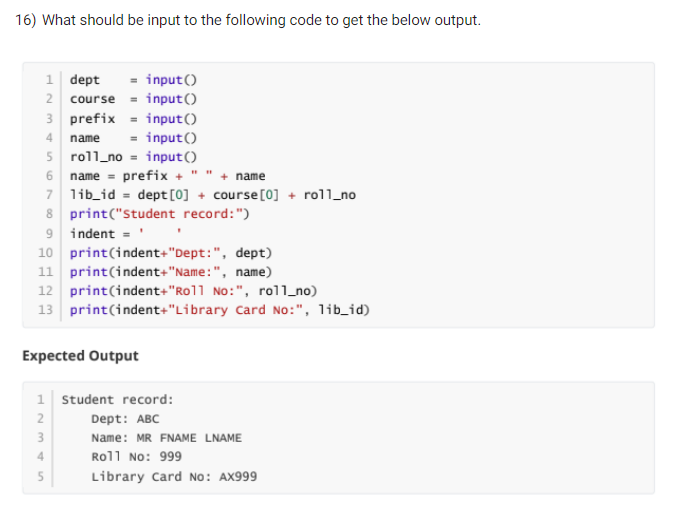 16) What should be input to the following code to get the below output.
1 dept    = input()
2 course  = input()
3 prefix  = input()
4 name    = input()
5 roll_no = input()
6 name = prefix + " " + name
7 lib_id = dept[0] + course[0] + roll_no
8 print("Student record:")
9 indent = '    '
10 print(indent+"Dept:", dept)
11 print(indent+"Name:", name)
12 print(indent+"Roll No:", roll_no)
13 print(indent+"Library Card No:", lib_id)
Expected Output
1 Student record:
2     Dept: ABC
3     Name: MR FNAME LNAME
4     Roll No: 999
5     Library Card No: AX999